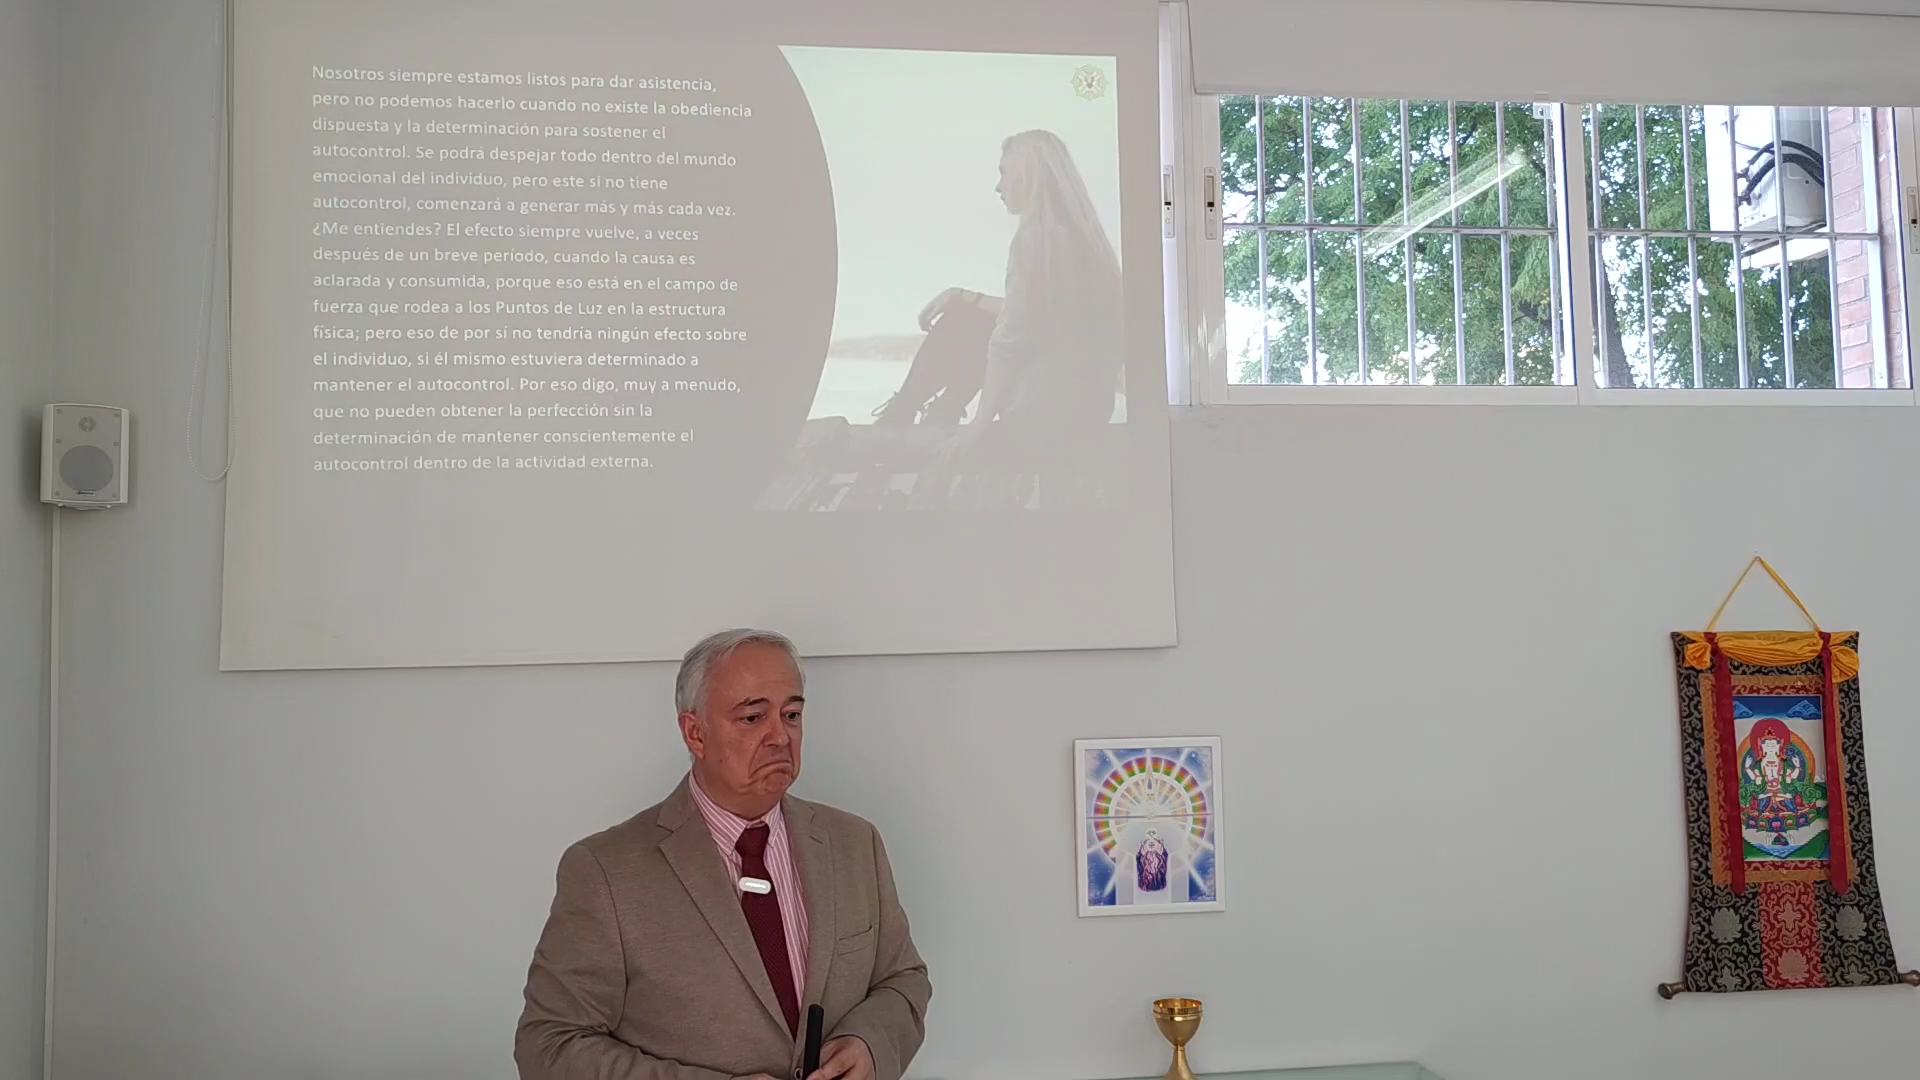 Nosotros siempre estamos listos para dar asistencia,
pero no podemos hacerlo cuando no existe la obediencia
dispuesta y la determinación para sostener el
autocontrol. Se podrá despejar todo dentro del mundo
emocional del individuo, pero este si no tiene
autocontrol, comenzará a generar más y más cada vez.
¿Me entiendes? El efecto siempre vuelve, a veces
después de un breve período, cuando la causa es
aclarada y consumida, porque eso está en el campo de
fuerza que rodea a los Puntos de Luz en la estructura
física; pero eso de por sí no tendría ningún efecto sobre
el individuo, si él mismo estuviera determinado a
mantener el autocontrol. Por eso digo, muy a menudo,
que no pueden obtener la perfección sin la
determinación de mantener conscientemente el
autocontrol dentro de la actividad externa.